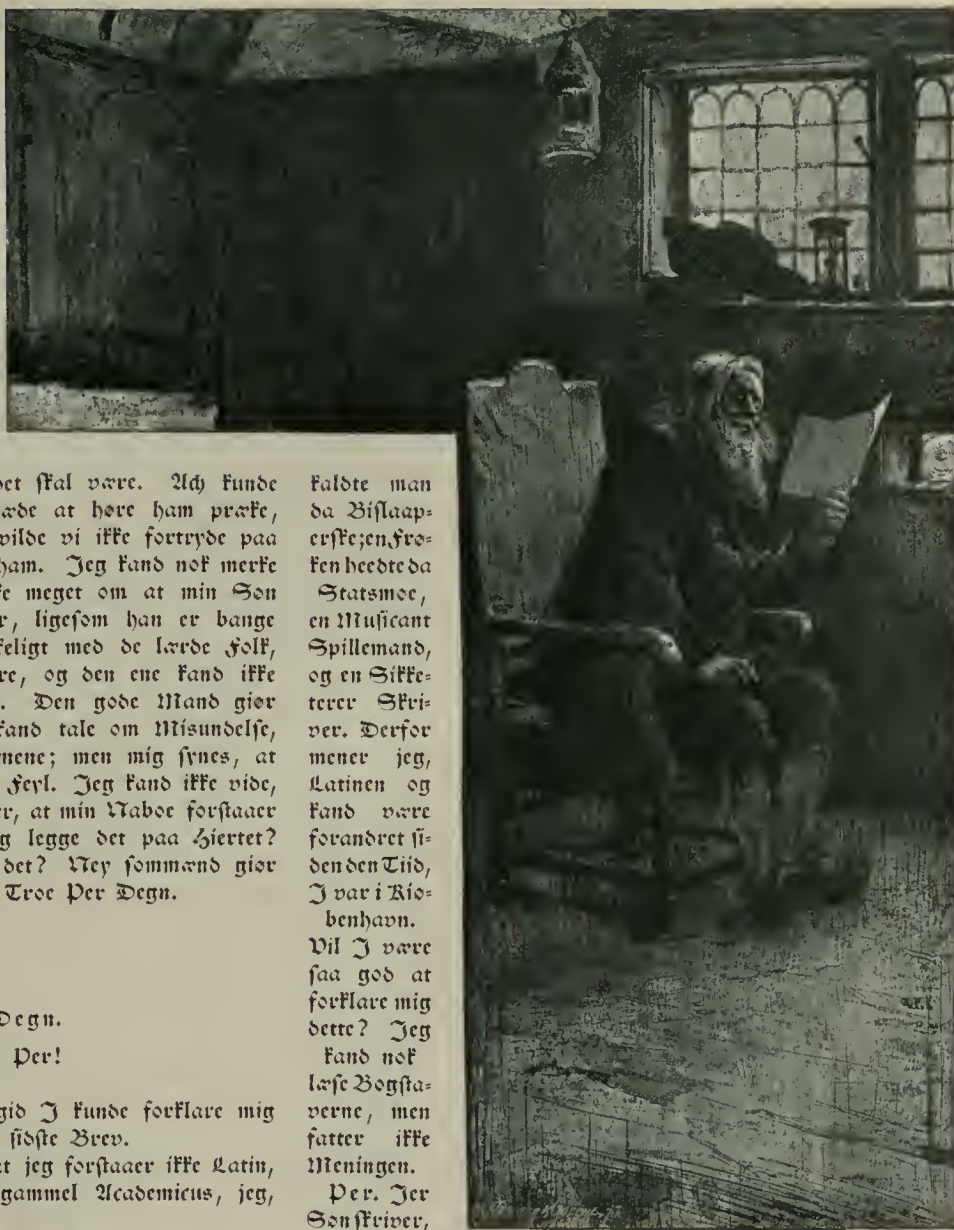 det skal være. Ach kunde
æde at høre ham præke,
vilde vi ikke fortryde paa
ham. Jeg kand nok merke
e meget om at min Søn
r, ligesom han er bange
keligt med de lærde Folk,
re, og den ene kand ikke
. Den gode Mand giør
kand tale om Misundelse,
nene; men mig synes, at
Feyl. Jeg kand ikke vide,
er, at min Naboe forstaaer
g legge det paa Hiertet?
det? Ney sommænd giør
Troe Per Degn.
Degn.
Per!
gid J kunde forklare mig
sidste Brev.
t jeg forstaaer ikke Latin,
gammel Academicus, jeg,
kaldte man
da Bislaap-
erske; en Frø-
ken heedte da
Statsmoe,
en Musicant
Spillemand,
og en Sikke-
terer Skri-
ver. Derfor
mener jeg,
Latinen og
kand være
forandret si-
den den Tiid,
J var i Kiø-
benhavn.
Vil J være
saa god at
forklare mig
dette? Jeg
kand nok
læse Bogsta-
verne, men
fatter ikke
Meningen.
Per. Jer
Søn skriver,